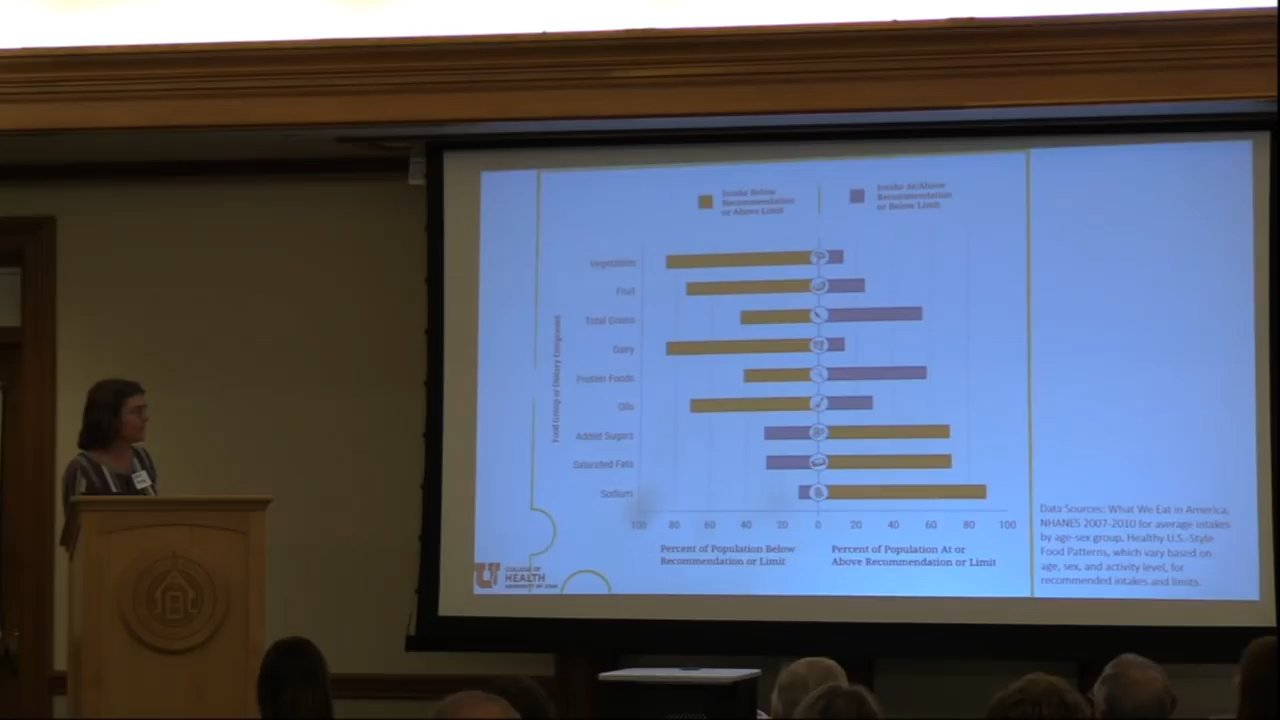 Intake Below
Recommendation
or Above Limit
Intake At/Above
Recommendation
or Below Limit
Vegetables
Fruit
Total Grains
Dairy
Protein Foods
Oils
Added Sugars
Saturated Fats
Sodium
Food Group or Dietary Component
100 80 60 40 20 0 20 40 60 80 100
Percent of Population Below
Recommendation or Limit
Percent of Population At or
Above Recommendation or Limit
U
COLLEGE OF
HEALTH
UNIVERSITY OF UTAH
Data Sources: What We Eat in America,
NHANES 2007-2010 for average intakes
by age-sex group. Healthy U.S.-Style
Food Patterns, which vary based on
age, sex, and activity level, for
recommended intakes and limits.